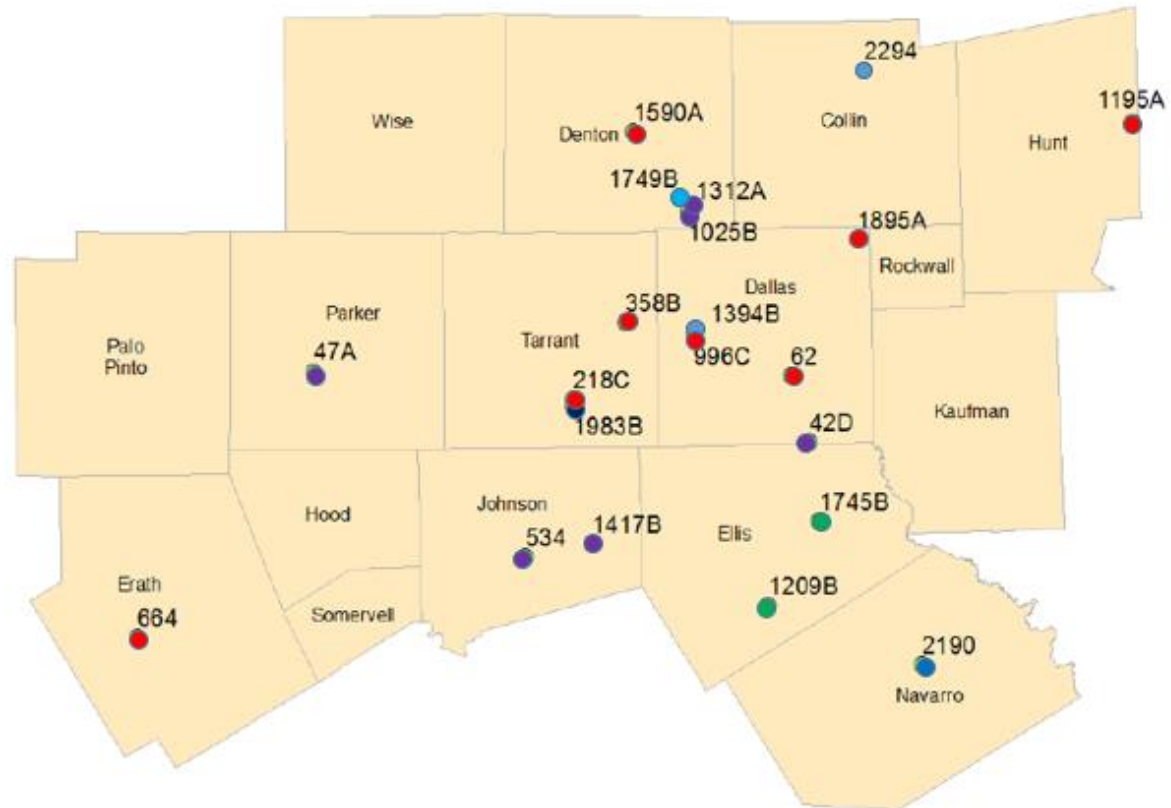 2294
1195A
1590A
Wise
Denton
Collin
Hunt
1749B
1312A
1025B
1895A
Rockwall
Dallas
358B
Parker
1394B
Tarrant
Palo
Pinto
47A
996C
62
218C
Kaufman
1983B
42D
Johnson
1745B
Hood
534
1417B
Ellis
Erath
1209B
Somervell
664
2190
Navarro